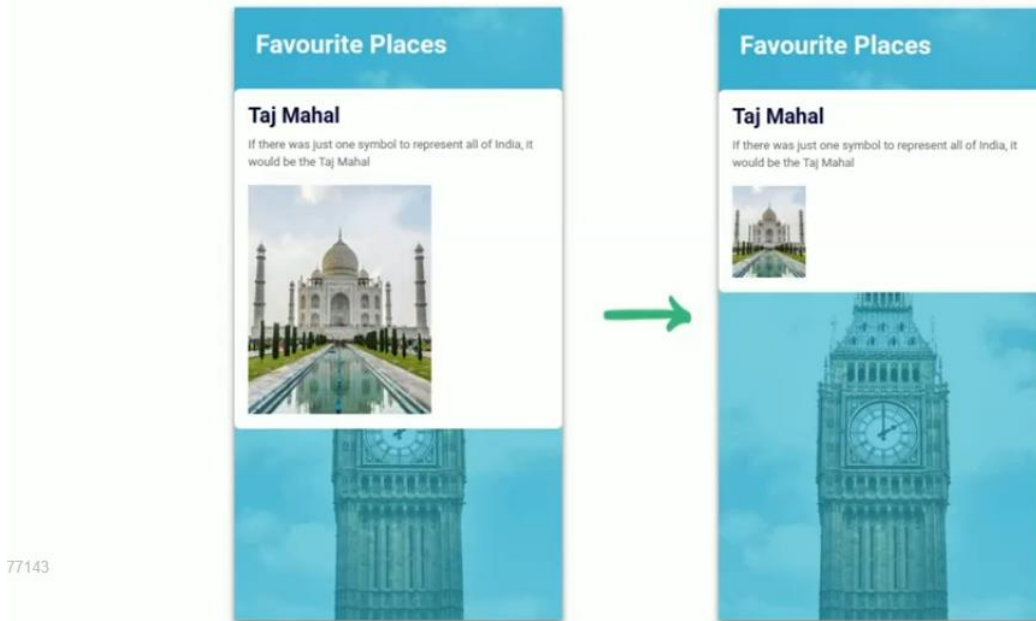 Favourite Places
Taj Mahal
If there was just one symbol to represent all of India, it
would be the Taj Mahal
Favourite Places
Taj Mahal
If there was just one symbol to represent all of India, it
would be the Taj Mahal
77143